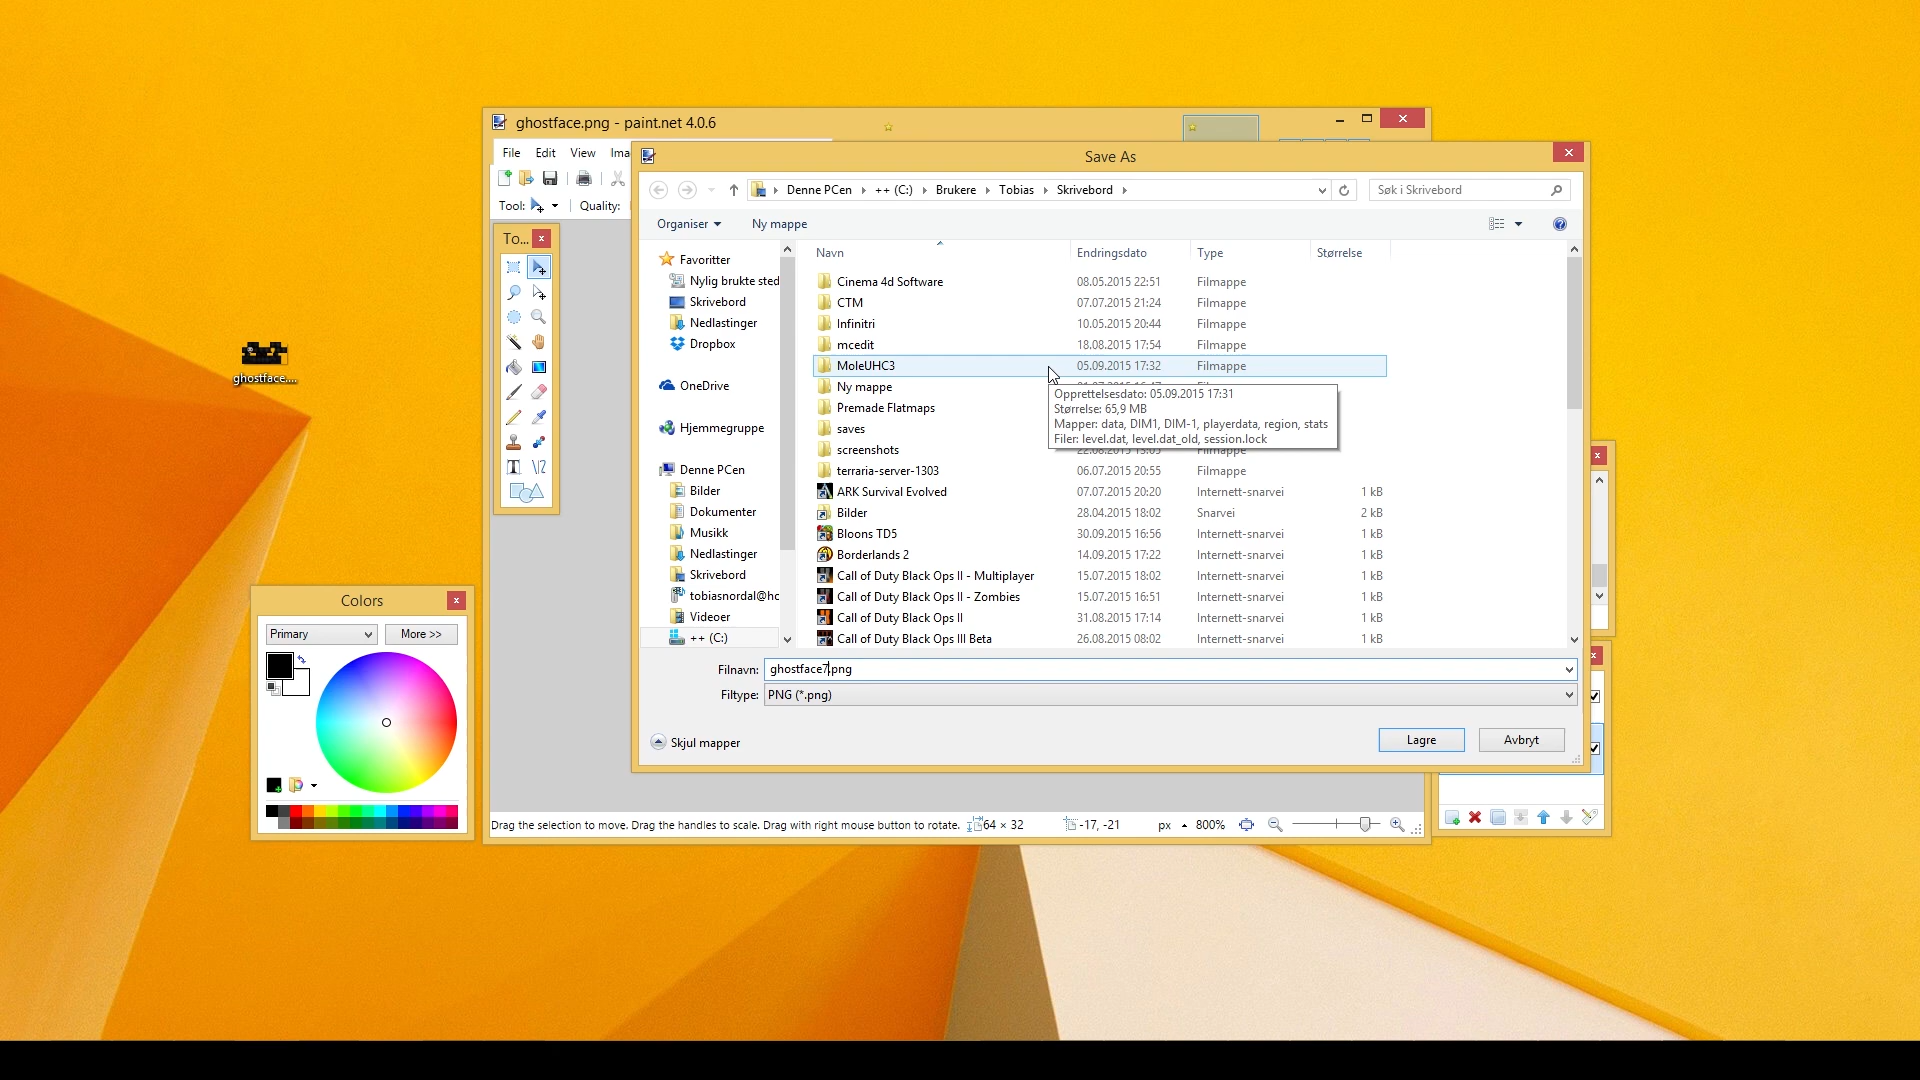 ghostface.png - paint.net 4.0.6
File Edit View Ima
Tool: Quality:
To...
Save As
Denne PCen ++ (C:) Brukere Tobias Skrivebord
Søk i Skrivebord
Organiser Ny mappe
Favoritter
Nylig brukte sted
Skrivebord
Nedlastinger
Dropbox
OneDrive
Hjemmegruppe
Denne PCen
Bilder
Dokumenter
Musikk
Nedlastinger
Skrivebord
tobiasnordal@hc
Videoer
++ (C:)
Navn Endringsdato Type Størrelse
Cinema 4d Software 08.05.2015 22:51 Filmappe
CTM 07.07.2015 21:24 Filmappe
Infinitri 10.05.2015 20:44 Filmappe
mcedit 18.08.2015 17:54 Filmappe
MoleUHC3 05.09.2015 17:32 Filmappe
Ny mappe
Premade Flatmaps
saves
screenshots
terraria-server-1303 06.07.2015 20:55 Filmappe
ARK Survival Evolved 07.07.2015 20:20 Internett-snarvei 1 kB
Bilder 28.04.2015 18:02 Snarvei 2 kB
Bloons TD5 30.09.2015 16:56 Internett-snarvei 1 kB
Borderlands 2 14.09.2015 17:22 Internett-snarvei 1 kB
Call of Duty Black Ops II - Multiplayer 15.07.2015 18:02 Internett-snarvei 1 kB
Call of Duty Black Ops II - Zombies 15.07.2015 16:51 Internett-snarvei 1 kB
Call of Duty Black Ops II 31.08.2015 17:14 Internett-snarvei 1 kB
Call of Duty Black Ops III Beta 26.08.2015 08:02 Internett-snarvei 1 kB
Opprettelsesdato: 05.09.2015 17:31
Størrelse: 65,9 MB
Mapper: data, DIM1, DIM-1, playerdata, region, stats
Filer: level.dat, level.dat_old, session.lock
Filnavn: ghostface7.png
Filtype: PNG (*.png)
Skjul mapper Lagre Avbryt
ghostface....
Colors
Primary More >>
Drag the selection to move. Drag the handles to scale. Drag with right mouse button to rotate. 64 × 32 -17, -21 px 800%